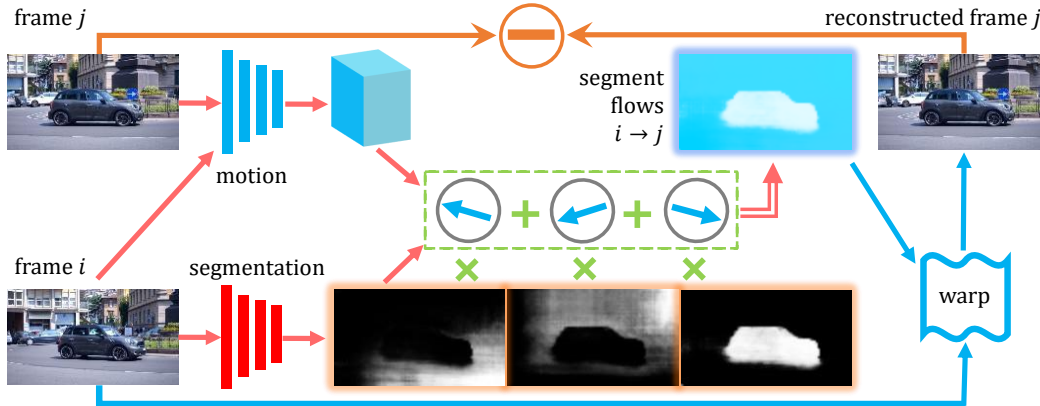 frame j
reconstructed frame j
segment
flows
i → j
motion
frame i
segmentation
warp